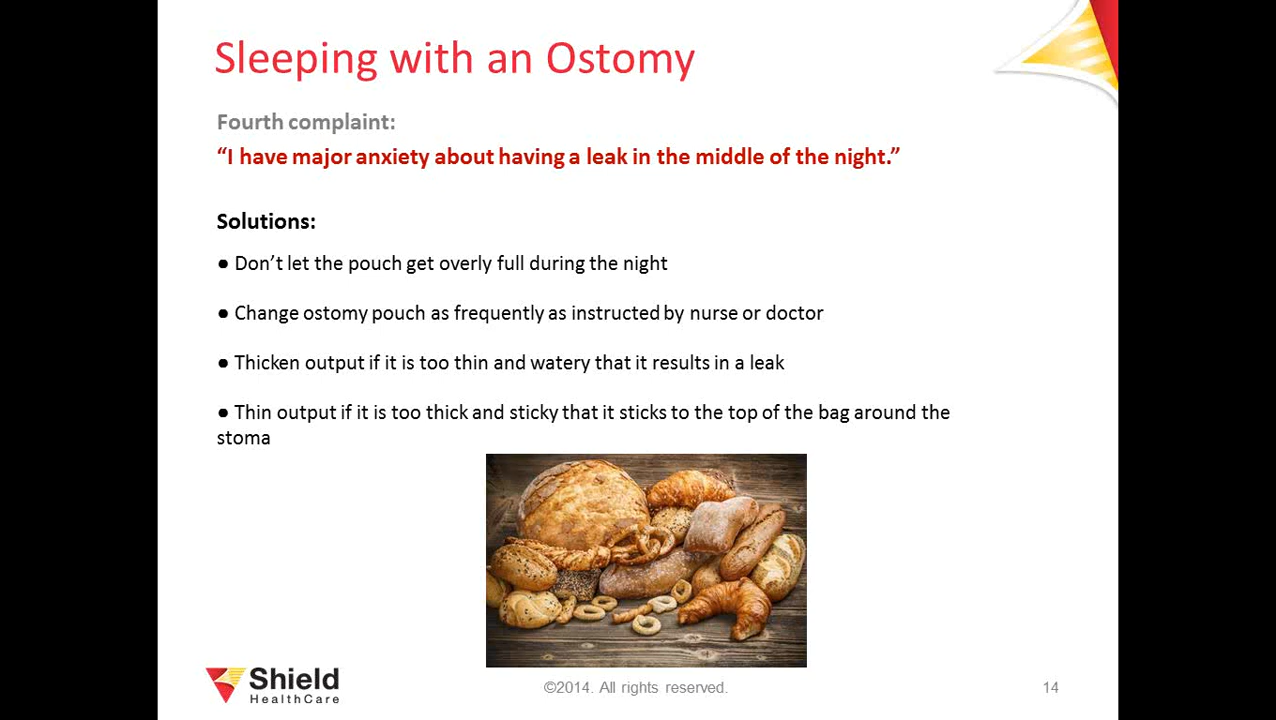 Sleeping with an Ostomy
Fourth complaint:
“I have major anxiety about having a leak in the middle of the night.”
Solutions:
● Don’t let the pouch get overly full during the night
● Change ostomy pouch as frequently as instructed by nurse or doctor
● Thicken output if it is too thin and watery that it results in a leak
● Thin output if it is too thick and sticky that it sticks to the top of the bag around the
stoma
Shield
HealthCare
©2014. All rights reserved.
14